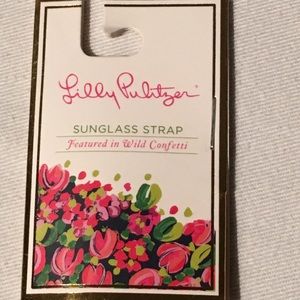 Lilly Pulitzer®
SUNGLASS STRAP
Featured in Wild Confetti